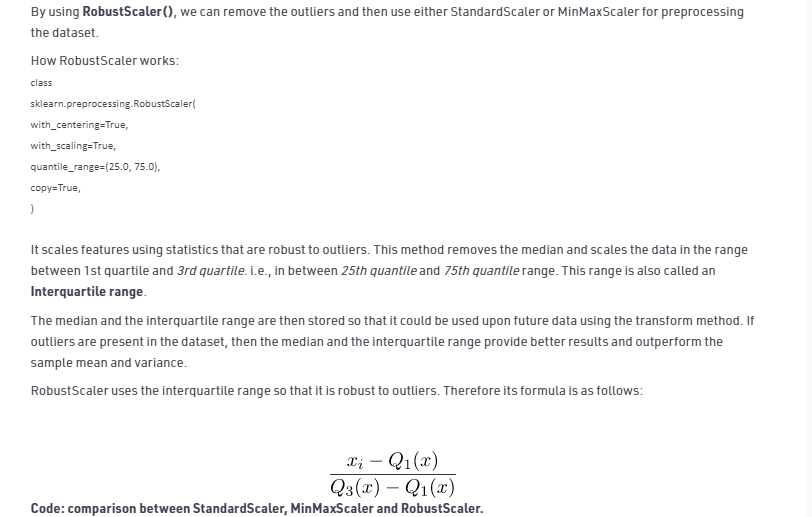 By using RobustScaler(), we can remove the outliers and then use either StandardScaler or MinMaxScaler for preprocessing
the dataset.
How RobustScaler works:
class
sklearn.preprocessing.RobustScaler(
with_centering=True,
with_scaling=True,
quantile_range=(25.0, 75.0),
copy=True,
)
It scales features using statistics that are robust to outliers. This method removes the median and scales the data in the range
between 1st quartile and 3rd quartile. i.e., in between 25th quantile and 75th quantile range. This range is also called an
Interquartile range.
The median and the interquartile range are then stored so that it could be used upon future data using the transform method. If
outliers are present in the dataset, then the median and the interquartile range provide better results and outperform the
sample mean and variance.
RobustScaler uses the interquartile range so that it is robust to outliers. Therefore its formula is as follows:
xᵢ − Q₁(x)
Q₃(x) − Q₁(x)
Code: comparison between StandardScaler, MinMaxScaler and RobustScaler.